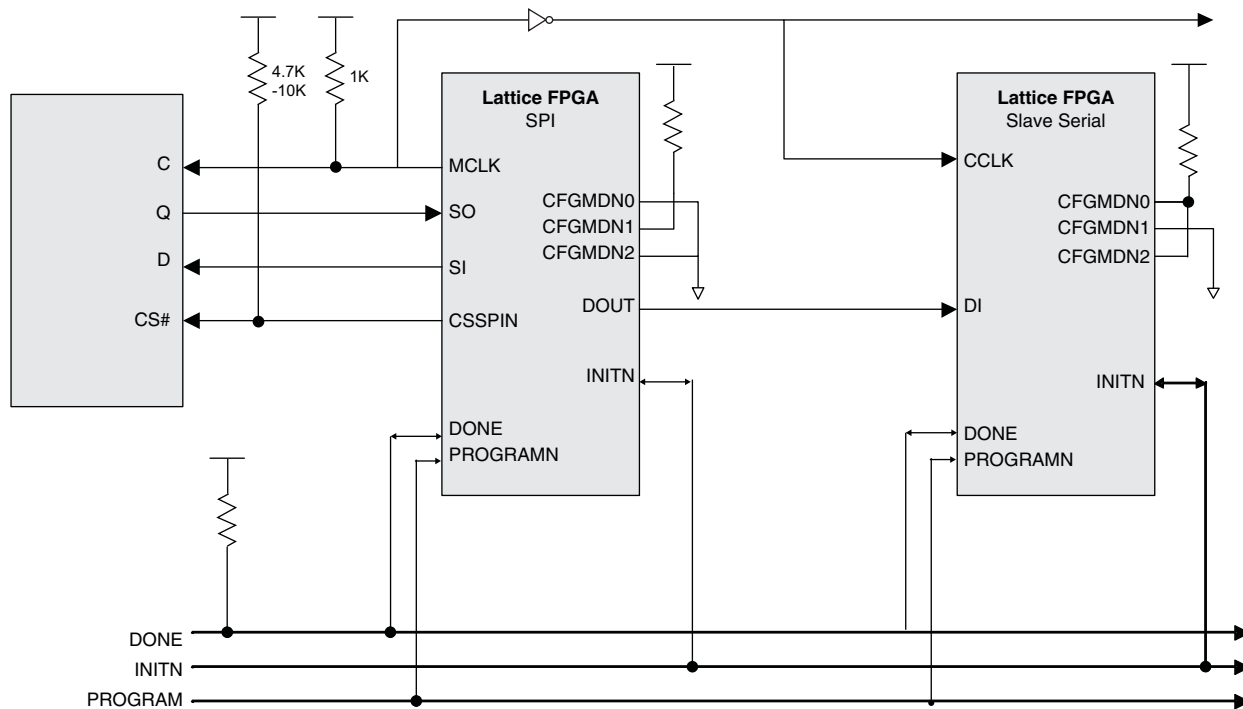 4.7K
-10K
1K
C
Q
D
CS#
Lattice FPGA
SPI
MCLK
SO
SI
CSSPIN
CFGMDN0
CFGMDN1
CFGMDN2
DOUT
INITN
DONE
PROGRAMN
Lattice FPGA
Slave Serial
CCLK
CFGMDN0
CFGMDN1
CFGMDN2
DI
INITN
DONE
PROGRAMN
DONE
INITN
PROGRAM